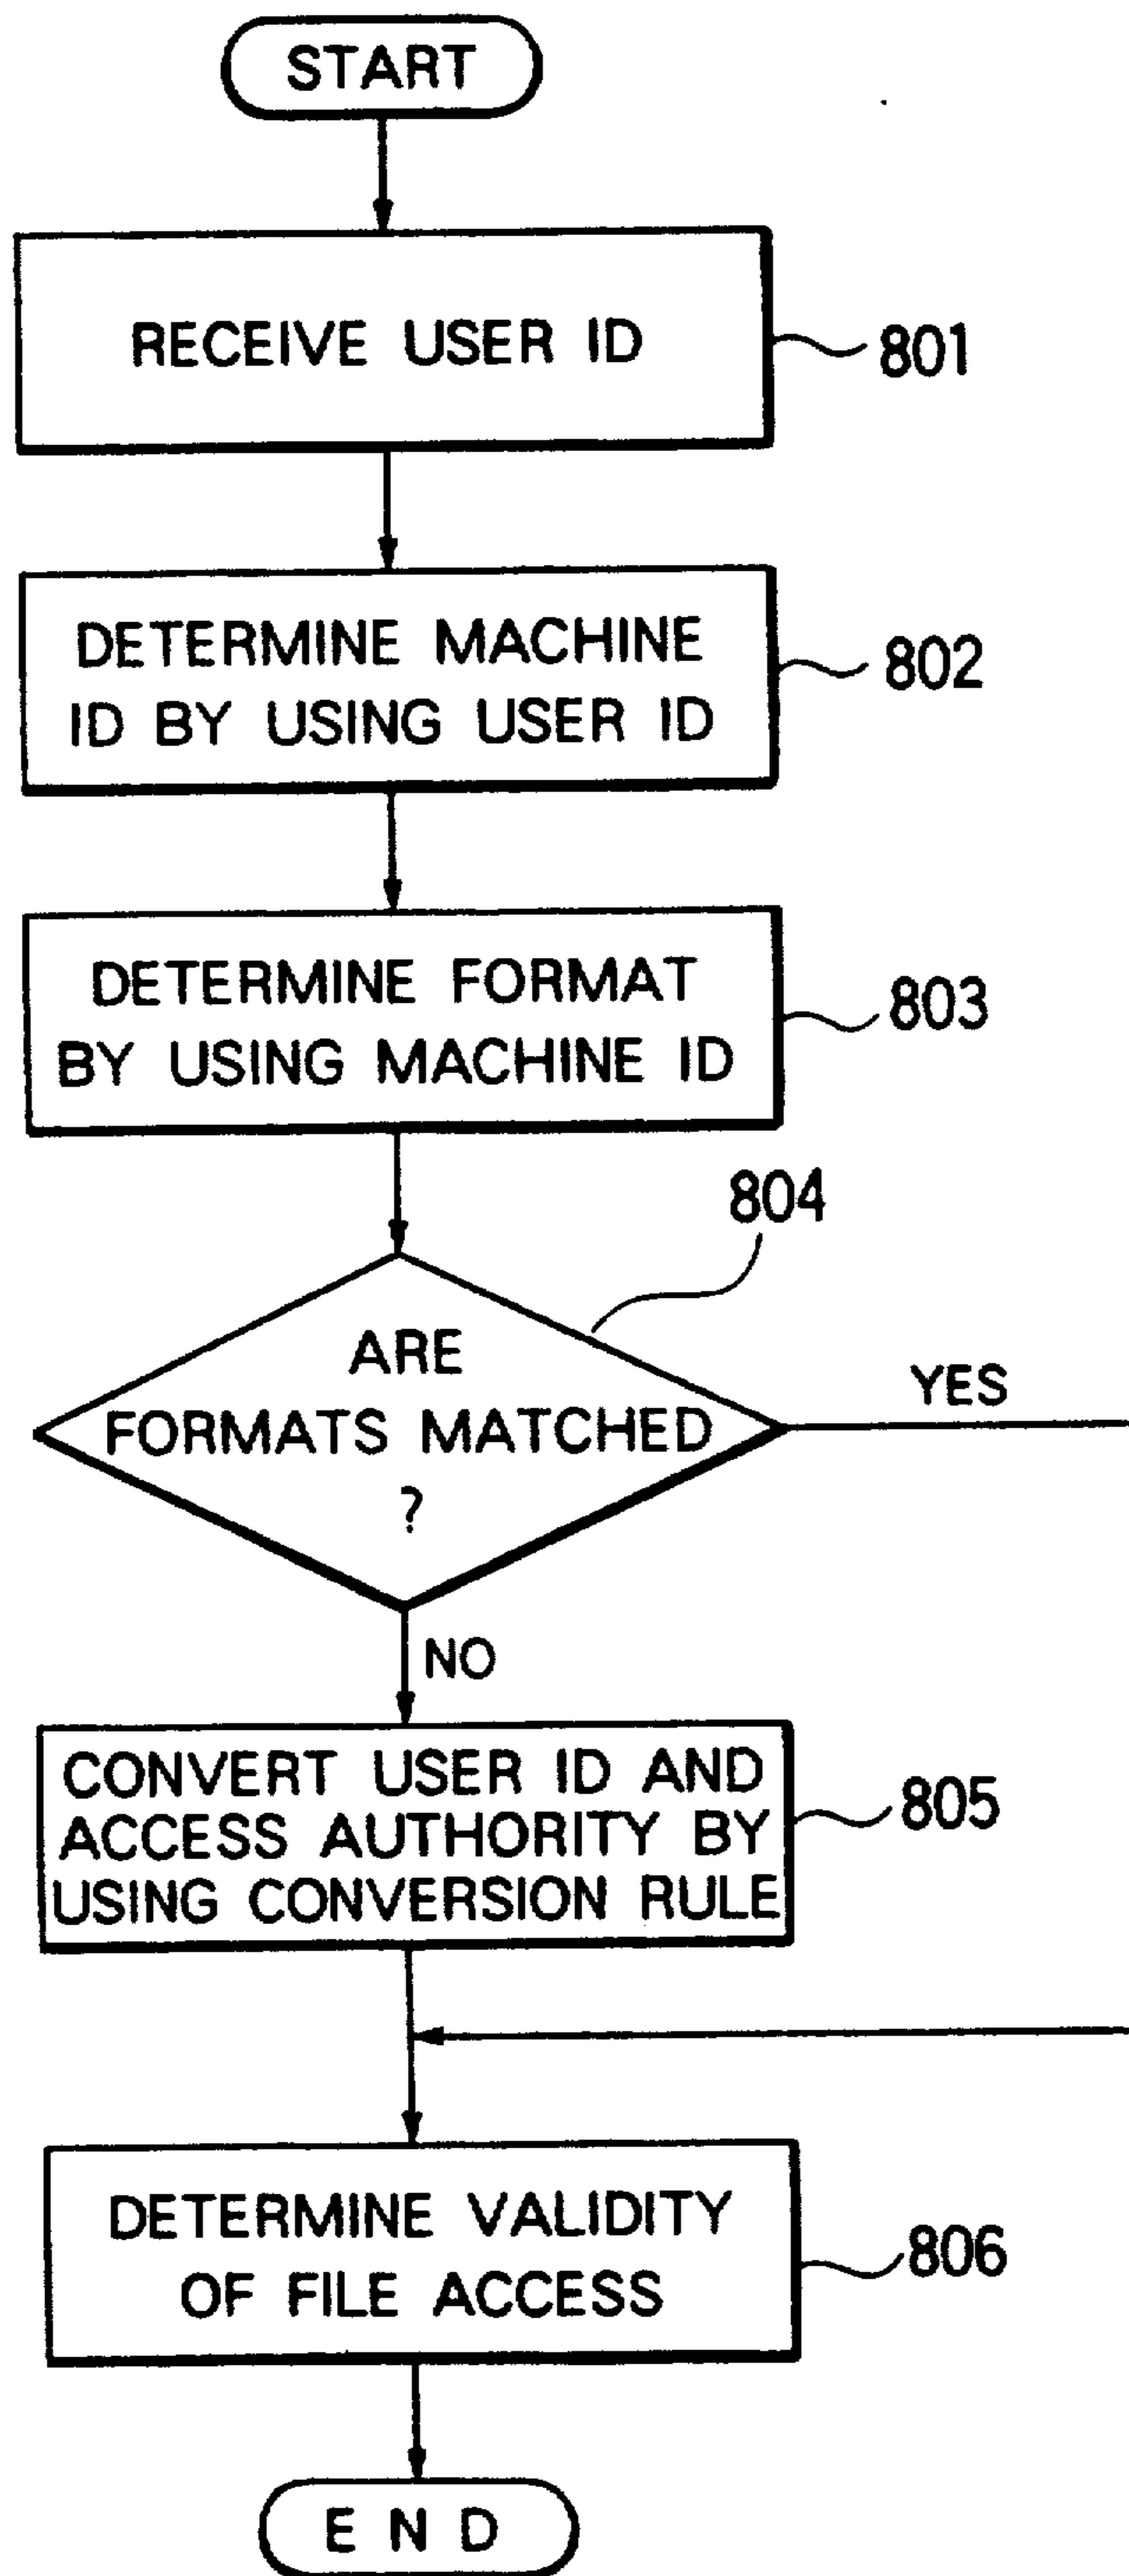 START
RECEIVE USER ID
801
DETERMINE MACHINE
ID BY USING USER ID
802
DETERMINE FORMAT
BY USING MACHINE ID
803
804
ARE
FORMATS MATCHED
?
YES
NO
CONVERT USER ID AND
ACCESS AUTHORITY BY
USING CONVERSION RULE
805
DETERMINE VALIDITY
OF FILE ACCESS
806
END